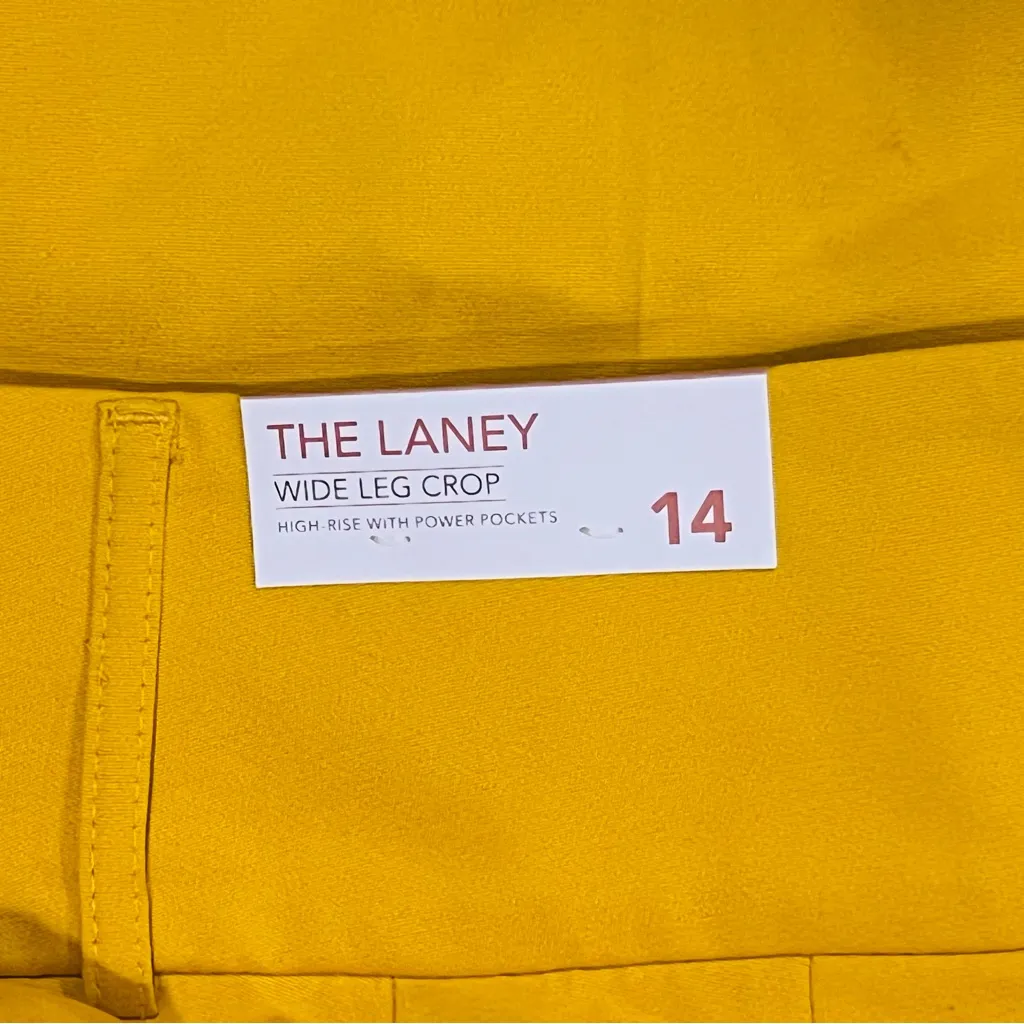 THE LANEY
WIDE LEG CROP
HIGH-RISE WITH POWER POCKETS
14